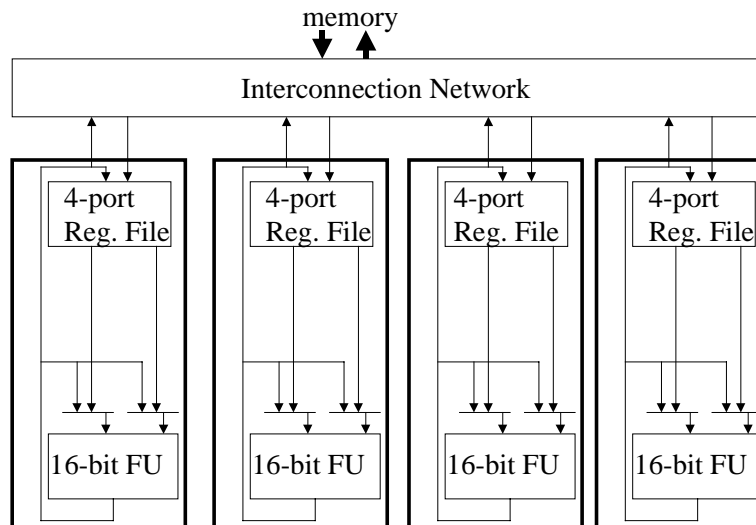 memory
Interconnection Network
4-port
Reg. File
4-port
Reg. File
4-port
Reg. File
4-port
Reg. File
16-bit FU
16-bit FU
16-bit FU
16-bit FU